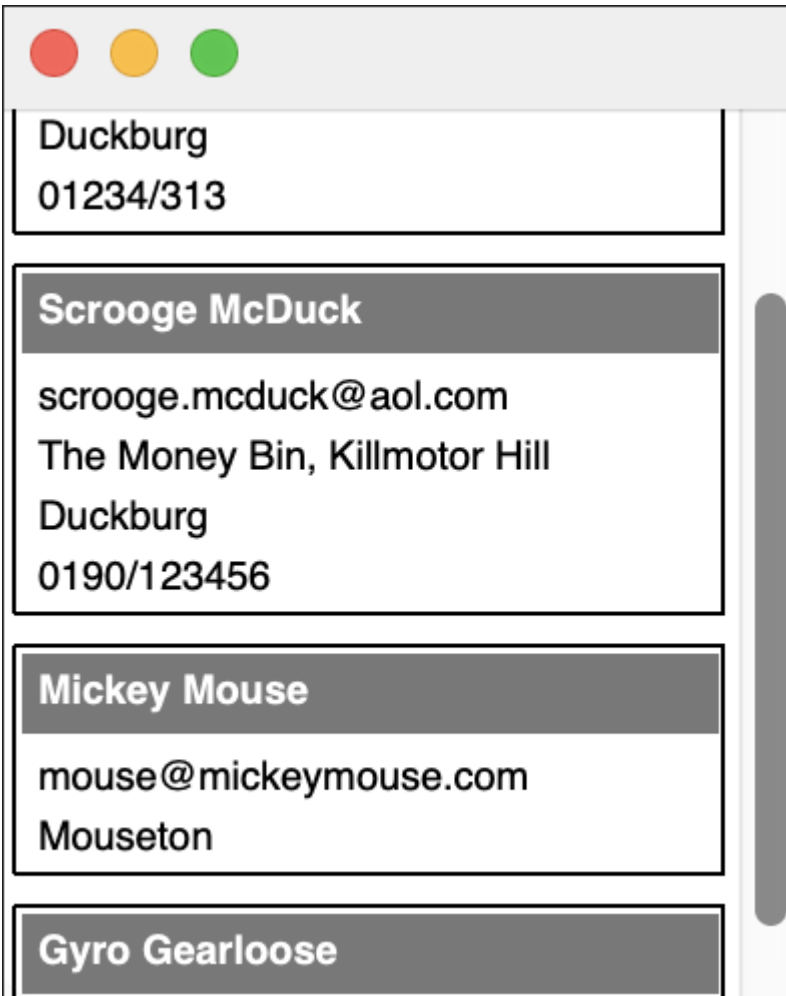 Duckburg
01234/313
Scrooge McDuck
scrooge.mcduck@aol.com
The Money Bin, Killmotor Hill
Duckburg
0190/123456
Mickey Mouse
mouse@mickeymouse.com
Mouseton
Gyro Gearloose